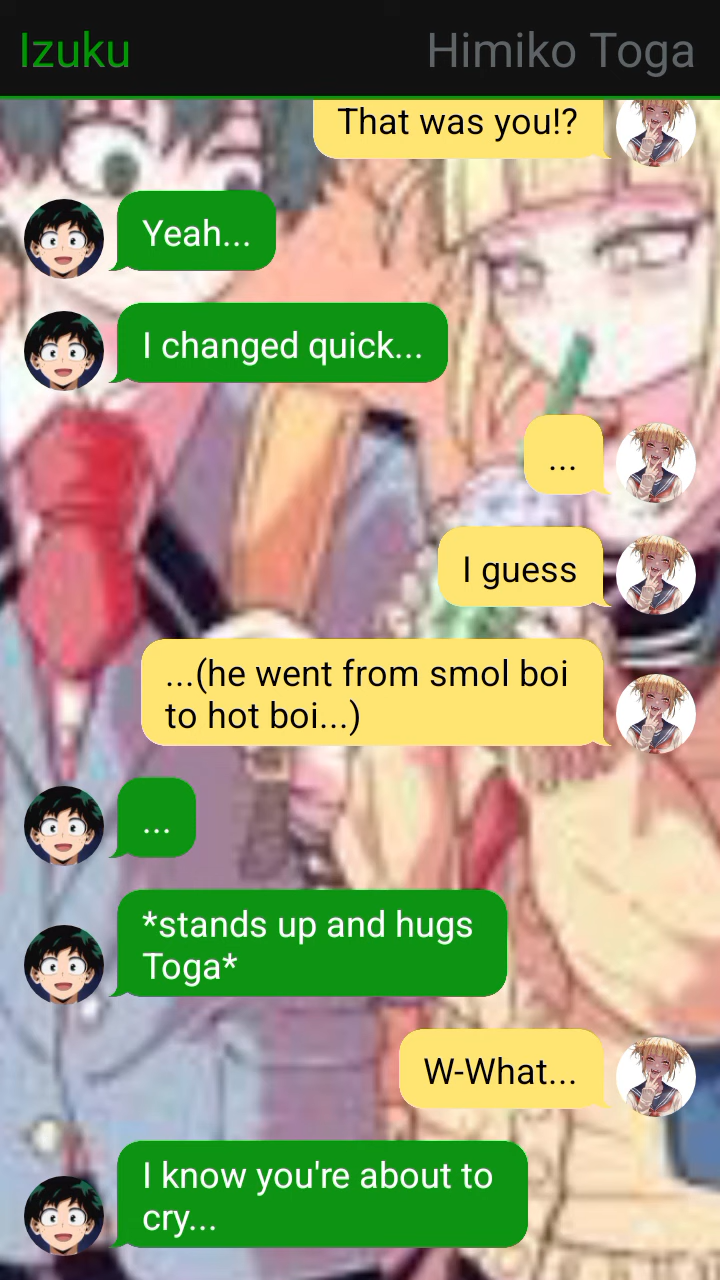 Izuku
Himiko Toga
That was you!?
Yeah...
I changed quick...
...
I guess
...(he went from smol boi
to hot boi...)
...
*stands up and hugs
Toga*
W-What...
I know you're about to
cry...